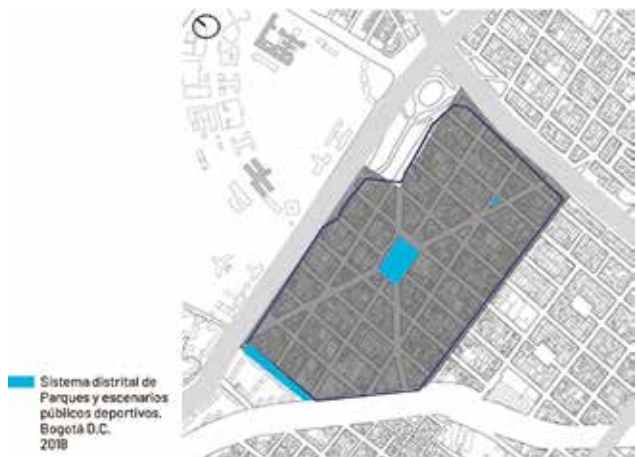 Sistema distrital de
Parques y escenarios
públicos deportivos.
Bogotá D.C.
2018